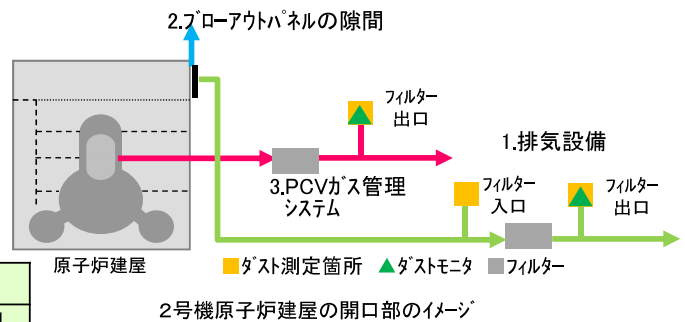 2.ブローアウトパネルの隙間
フィルター
出口
1.排気設備
3.PCVガス管理
システム
フィルター
入口
フィルター
出口
原子炉建屋
ダスト測定箇所 ダストモニタ フィルター
2号機原子炉建屋の開口部のイメージ